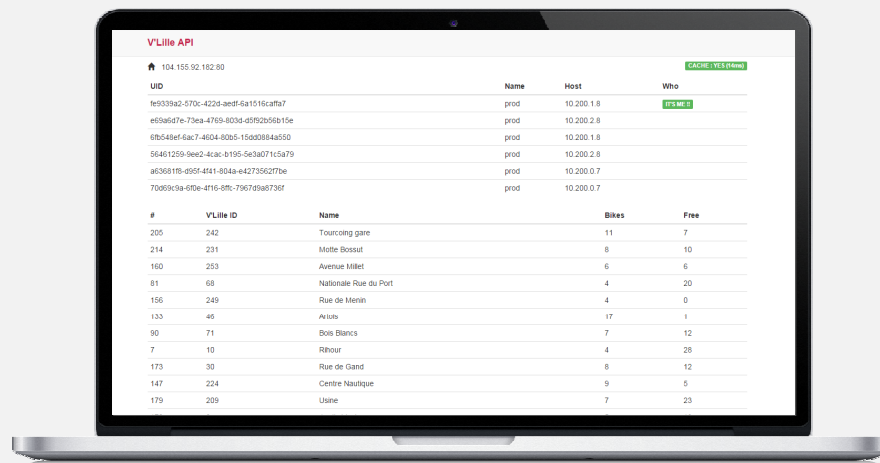 V'Lille API
104.155.92.182:80 CACHE : YES (14ms)
UID Name Host Who
fe9339a2-570c-422d-aedf-6a1516caffa7 prod 10.200.1.8 IT'S ME !!
e69a6d7e-73ea-4769-803d-d5f92b56b15e prod 10.200.2.8
6fb548ef-6ac7-4604-80b5-15dd0884a550 prod 10.200.1.8
56461259-9ee2-4cac-b195-5e3a071c5a79 prod 10.200.2.8
a63681f8-d95f-4f41-804a-e4273562f7be prod 10.200.0.7
70d69c9a-6f0e-4f16-8ffc-7967d9a8736f prod 10.200.0.7
# V'Lille ID Name Bikes Free
205 242 Tourcoing gare 11 7
214 231 Motte Bossut 8 10
160 253 Avenue Millet 6 6
81 68 Nationale Rue du Port 4 20
156 249 Rue de Menin 4 0
133 46 Artois 17 1
90 71 Bois Blancs 7 12
7 10 Rihour 4 28
173 30 Rue de Gand 8 12
147 224 Centre Nautique 9 5
179 209 Usine 7 23